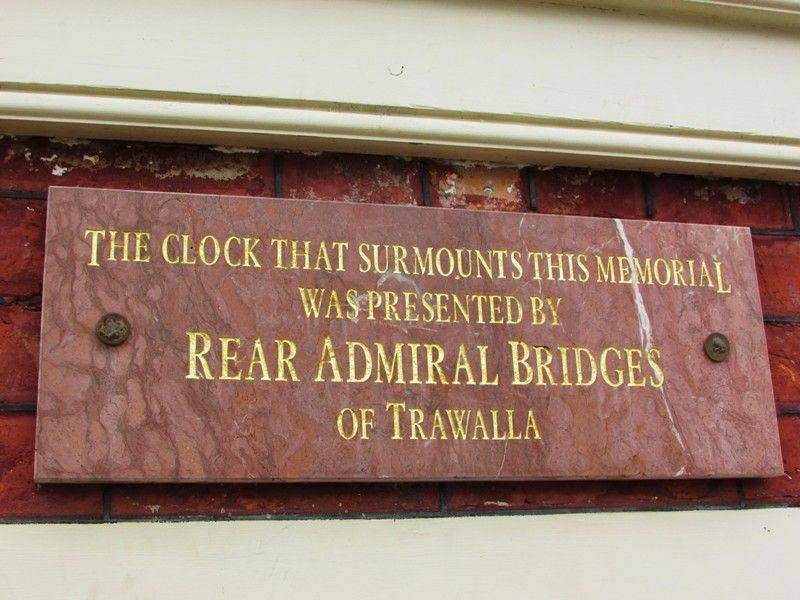 THE CLOCK THAT SURMOUNTS THIS MEMORIAL
WAS PRESENTED BY
REAR ADMIRAL BRIDGES
OF TRAWALLA